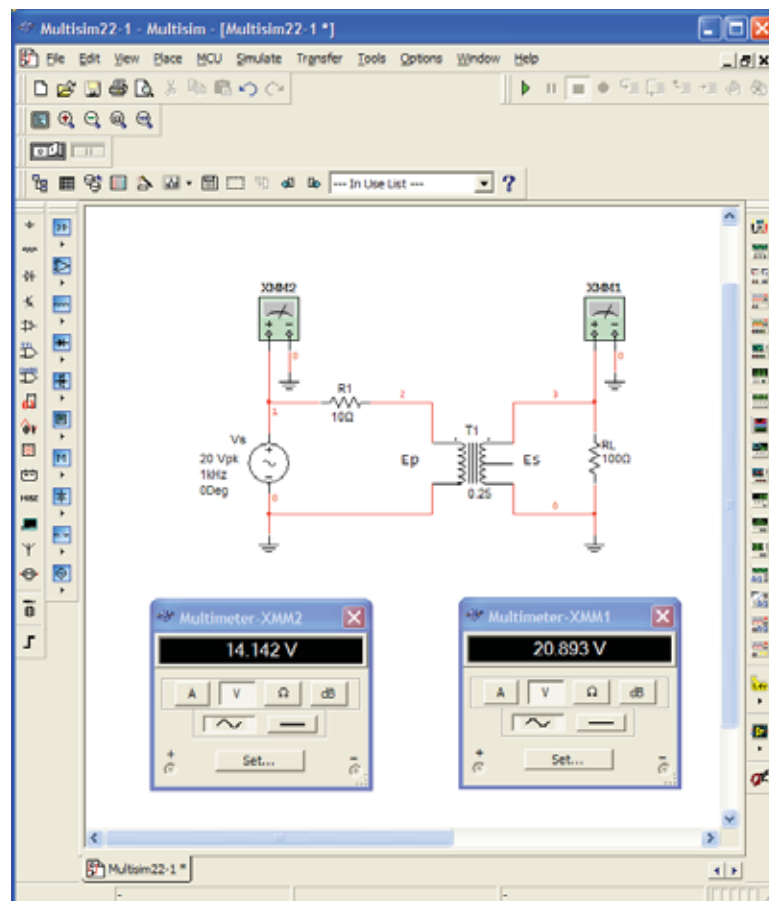 Multisim22-1 - Multisim - [Multisim22-1 *]
File Edit View Place MCU Simulate Transfer Tools Options Window Help
--- In Use List --- ?
XMM2
XMM1
+ -
+ -
0
0
R1
10Ω
2
3
1
T1
Vs
20 Vpk
1kHz
0Deg
Ep
Es
RL
100Ω
0.25
0
0
Multimeter-XMM2
14.142 V
A V Ω dB
+ Set... -
Multimeter-XMM1
20.893 V
A V Ω dB
+ Set... -
Multisim22-1 *